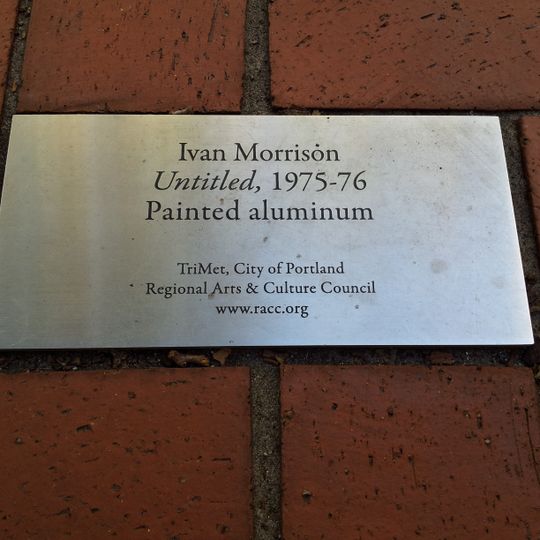 Ivan Morrison
Untitled, 1975-76
Painted aluminum
TriMet, City of Portland
Regional Arts & Culture Council
www.racc.org